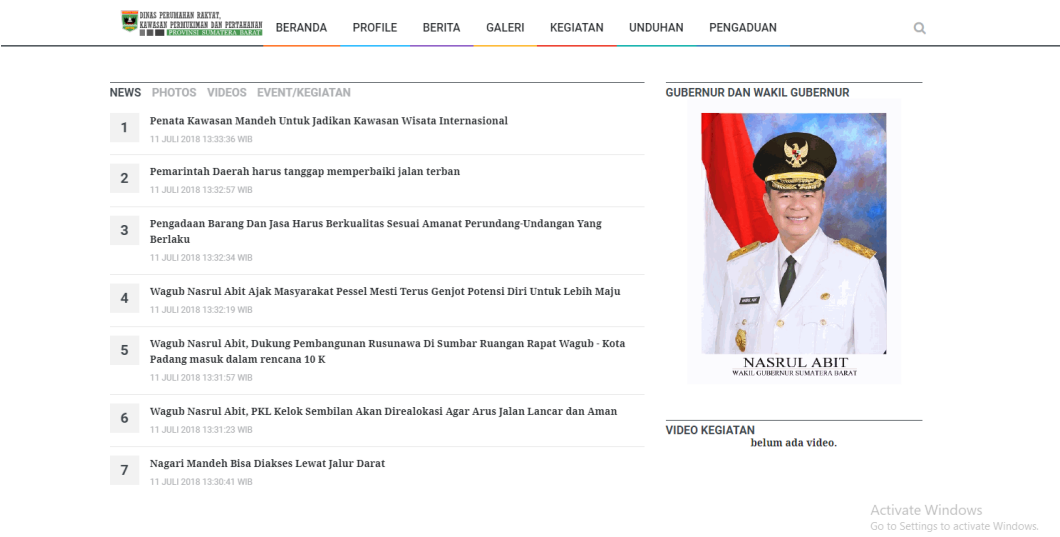 DINAS PERUMAHAN RAKYAT,
KAWASAN PERMUKIMAN DAN PERTANAHAN
PROVINSI SUMATERA BARAT
BERANDA PROFILE BERITA GALERI KEGIATAN UNDUHAN PENGADUAN
NEWS PHOTOS VIDEOS EVENT/KEGIATAN
1 Penata Kawasan Mandeh Untuk Jadikan Kawasan Wisata Internasional
11 JULI 2018 13:33:36 WIB
2 Pemarintah Daerah harus tanggap memperbaiki jalan terban
11 JULI 2018 13:32:57 WIB
3 Pengadaan Barang Dan Jasa Harus Berkualitas Sesuai Amanat Perundang-Undangan Yang
Berlaku
11 JULI 2018 13:32:34 WIB
4 Wagub Nasrul Abit Ajak Masyarakat Pessel Mesti Terus Genjot Potensi Diri Untuk Lebih Maju
11 JULI 2018 13:32:19 WIB
5 Wagub Nasrul Abit, Dukung Pembangunan Rusunawa Di Sumbar Ruangan Rapat Wagub - Kota
Padang masuk dalam rencana 10 K
11 JULI 2018 13:31:57 WIB
6 Wagub Nasrul Abit, PKL Kelok Sembilan Akan Direalokasi Agar Arus Jalan Lancar dan Aman
11 JULI 2018 13:31:23 WIB
7 Nagari Mandeh Bisa Diakses Lewat Jalur Darat
11 JULI 2018 13:30:41 WIB
GUBERNUR DAN WAKIL GUBERNUR
NASRUL ABIT
WAKIL GUBERNUR SUMATERA BARAT
VIDEO KEGIATAN
belum ada video.
Activate Windows
Go to Settings to activate Windows.